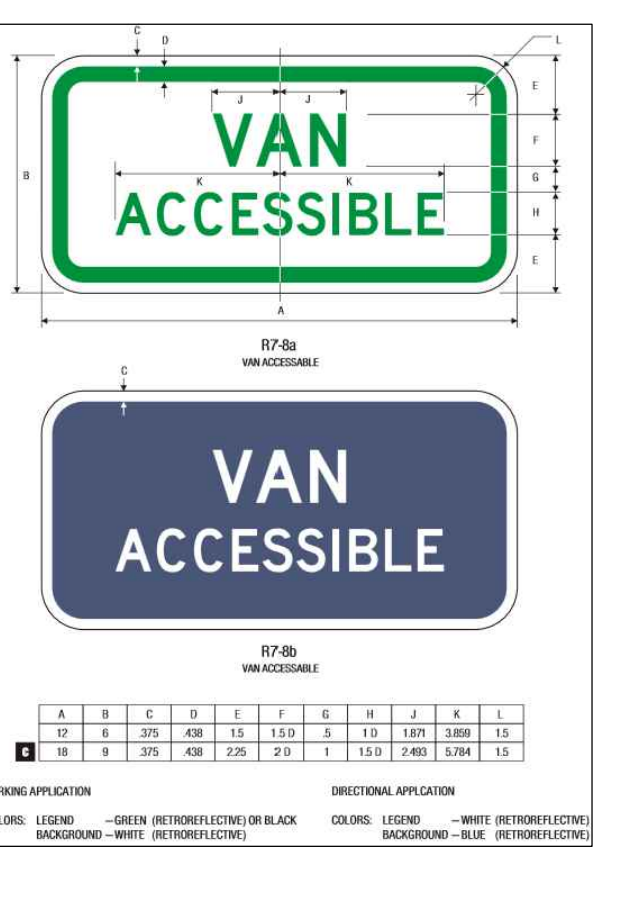 C
D
L
J J E
VAN
F
B
K K G
ACCESSIBLE
H
E
A
R7-8a
VAN ACCESSABLE
C
VAN
ACCESSIBLE
R7-8b
VAN ACCESSABLE
A B C D E F G H J K L
12 6 .375 .438 1.5 1.5 D .5 1 D 1.871 3.859 1.5
C 18 9 .375 .438 2.25 2 D 1 1.5 D 2.493 5.784 1.5
RKING APPLICATION DIRECTIONAL APPLCATION
LORS: LEGEND – GREEN (RETROREFLECTIVE) OR BLACK COLORS: LEGEND – WHITE (RETROREFLECTIVE)
BACKGROUND – WHITE (RETROREFLECTIVE) BACKGROUND – BLUE (RETROREFLECTIVE)